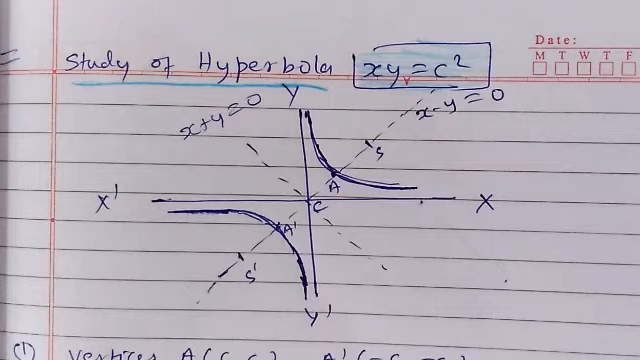 Date:
M T W T F
Study of Hyperbola xy = c²
x+y=0
Y
x-y=0
S
A
X'
C
X
A'
S'
Y'
(1) vertices A(c, c) A'(-c, -c)